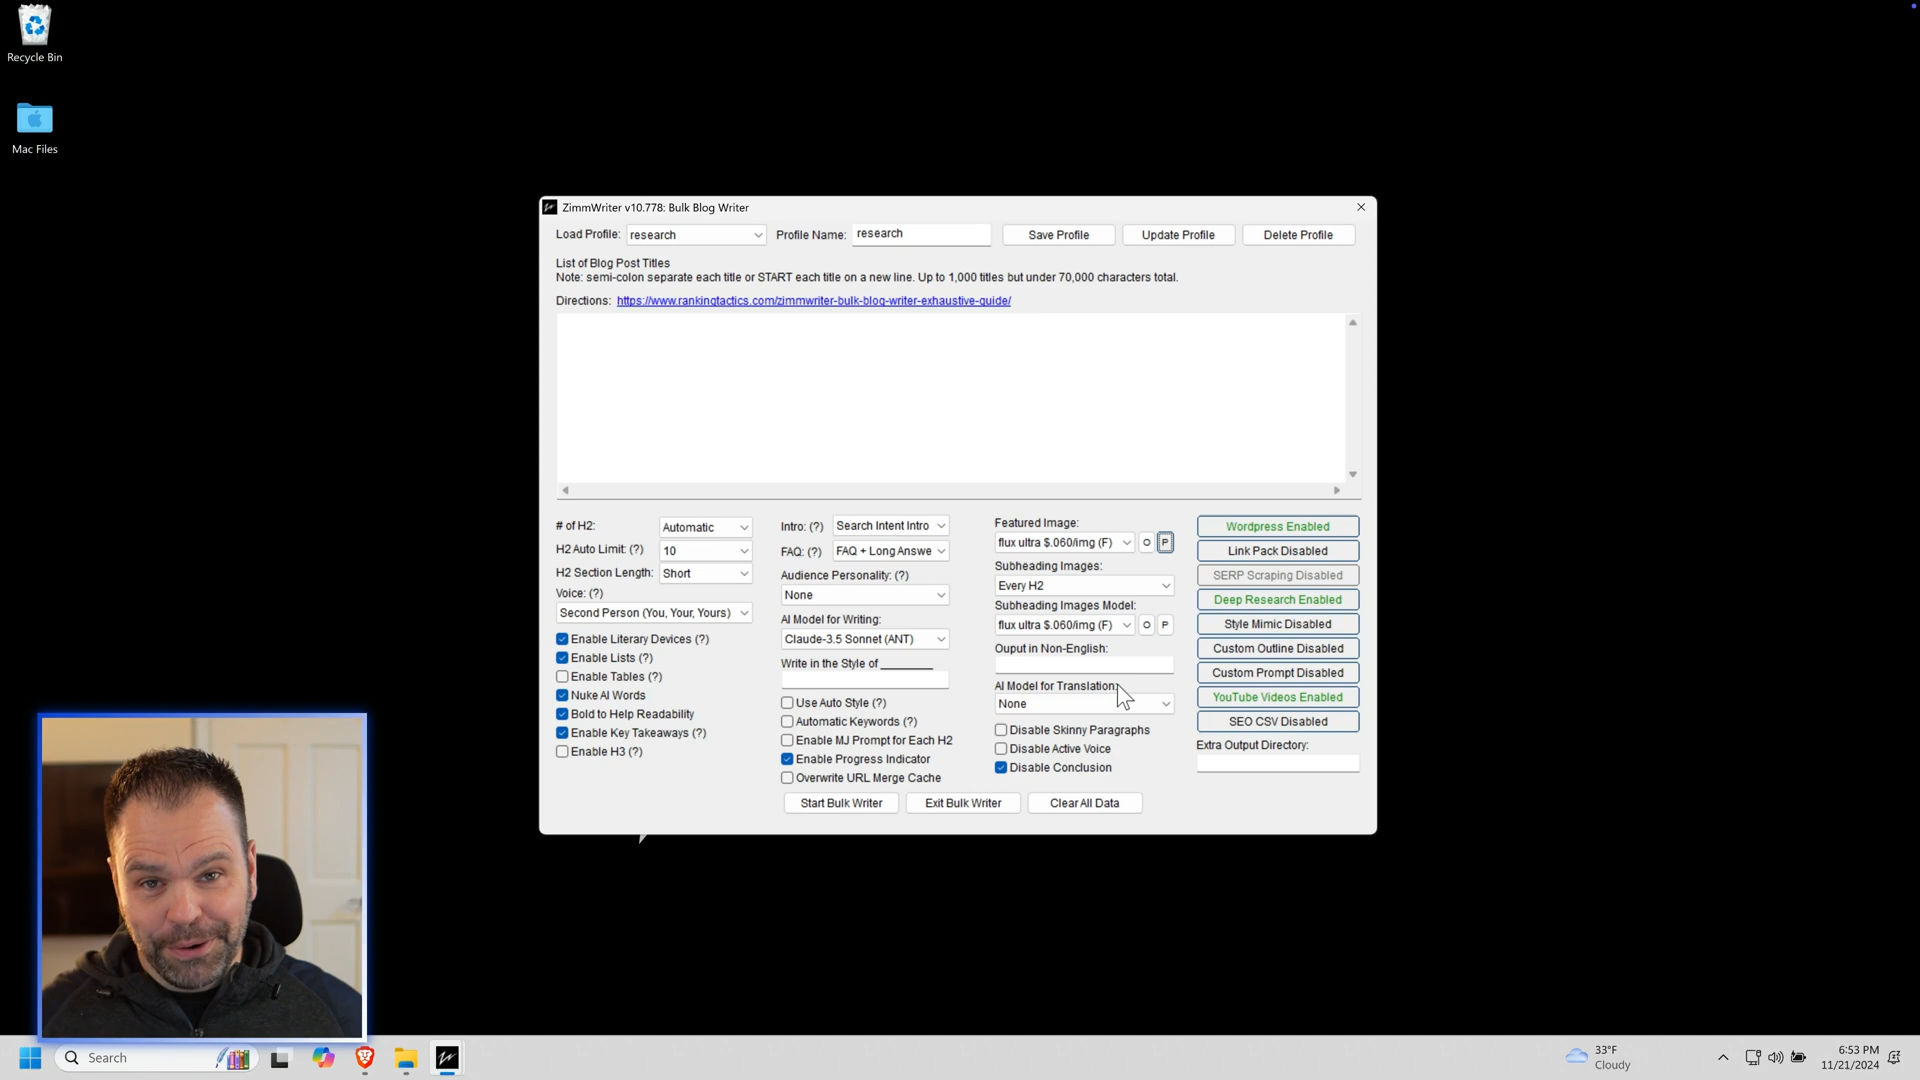 Recycle Bin
Mac Files
ZimmWriter v10.778: Bulk Blog Writer
Load Profile: research Profile Name: research Save Profile Update Profile Delete Profile
List of Blog Post Titles
Note: semi-colon separate each title or START each title on a new line. Up to 1,000 titles but under 70,000 characters total.
Directions: https://www.rankingtactics.com/zimmwriter-bulk-blog-writer-exhaustive-guide/
# of H2: Automatic
H2 Auto Limit: (?) 10
H2 Section Length: Short
Voice: (?)
Second Person (You, Your, Yours)
Enable Literary Devices (?)
Enable Lists (?)
Enable Tables (?)
Nuke AI Words
Bold to Help Readability
Enable Key Takeaways (?)
Enable H3 (?)
Intro: (?) Search Intent Intro
FAQ: (?) FAQ + Long Answe
Audience Personality: (?)
None
AI Model for Writing:
Claude-3.5 Sonnet (ANT)
Write in the Style of ________
Use Auto Style (?)
Automatic Keywords (?)
Enable MJ Prompt for Each H2
Enable Progress Indicator
Overwrite URL Merge Cache
Featured Image:
flux ultra $.060/img (F) O P
Subheading Images:
Every H2
Subheading Images Model:
flux ultra $.060/img (F) O P
Ouput in Non-English:
AI Model for Translation:
None
Disable Skinny Paragraphs
Disable Active Voice
Disable Conclusion
Wordpress Enabled
Link Pack Disabled
SERP Scraping Disabled
Deep Research Enabled
Style Mimic Disabled
Custom Outline Disabled
Custom Prompt Disabled
YouTube Videos Enabled
SEO CSV Disabled
Extra Output Directory:
Start Bulk Writer Exit Bulk Writer Clear All Data
Search
33°F
Cloudy
6:53 PM
11/21/2024